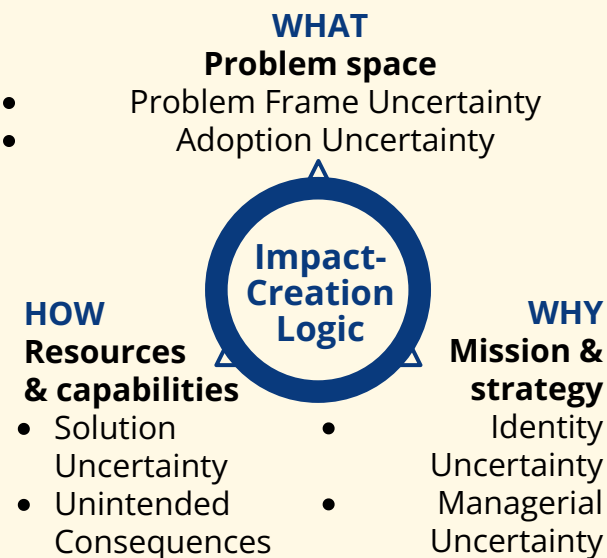 WHAT
Problem space
• Problem Frame Uncertainty
• Adoption Uncertainty
Impact-
Creation
Logic
HOW
Resources
& capabilities
• Solution
Uncertainty
• Unintended
Consequences
WHY
Mission &
strategy
• Identity
Uncertainty
• Managerial
Uncertainty